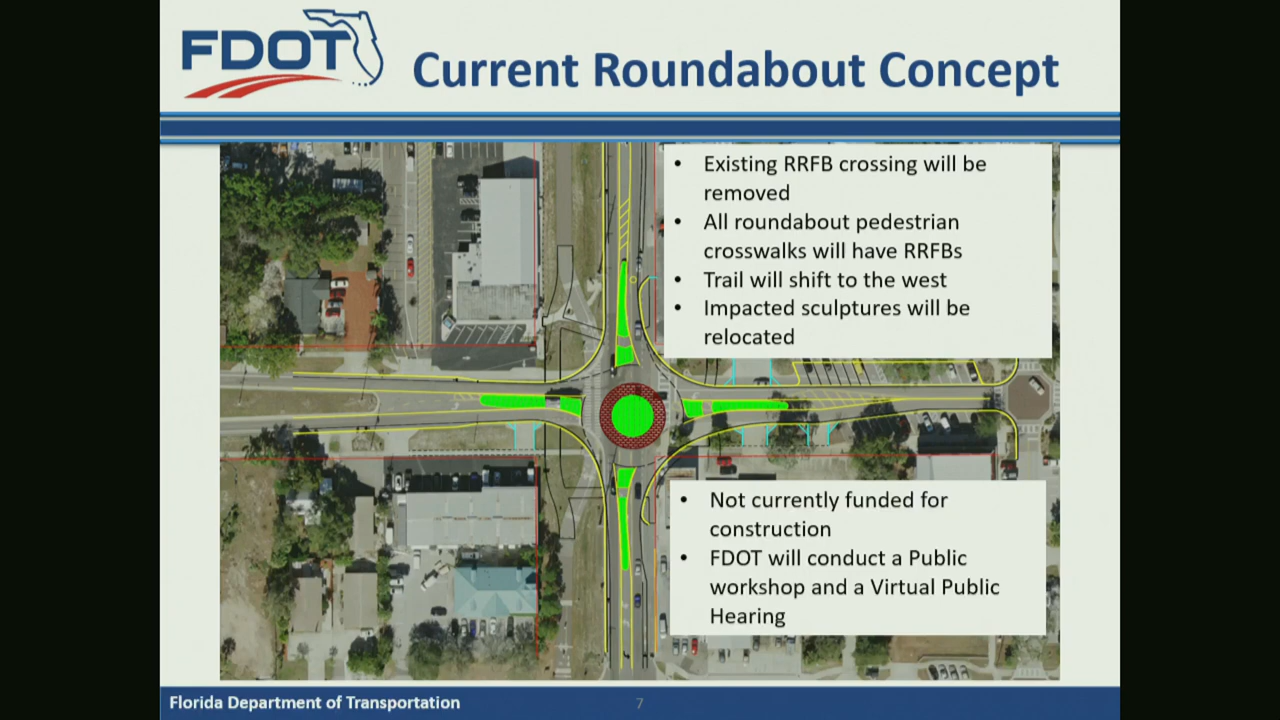 FDOT
Current Roundabout Concept
• Existing RRFB crossing will be
removed
• All roundabout pedestrian
crosswalks will have RRFBs
• Trail will shift to the west
• Impacted sculptures will be
relocated
• Not currently funded for
construction
• FDOT will conduct a Public
workshop and a Virtual Public
Hearing
Florida Department of Transportation
7